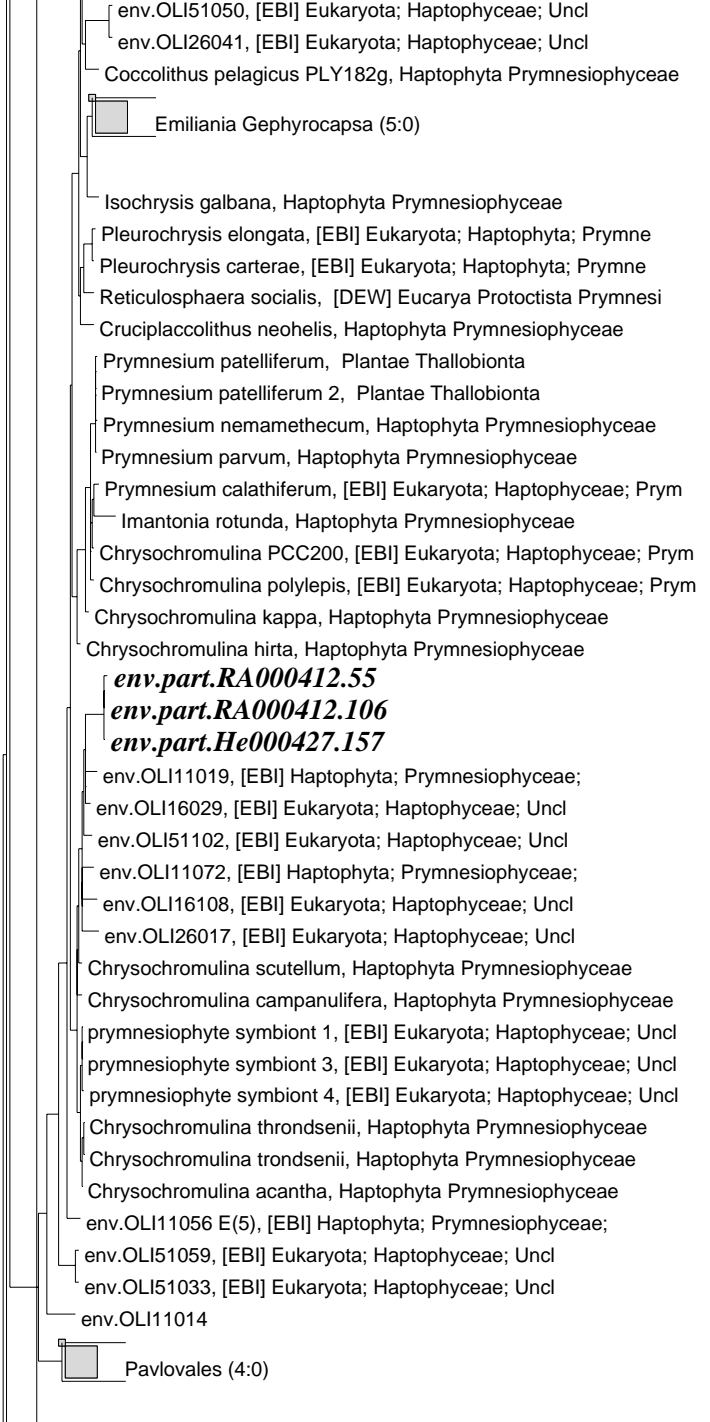 env.OLI51050, [EBI] Eukaryota; Haptophyceae; Uncl
env.OLI26041, [EBI] Eukaryota; Haptophyceae; Uncl
Coccolithus pelagicus PLY182g, Haptophyta Prymnesiophyceae
Emiliania Gephyrocapsa (5:0)
Isochrysis galbana, Haptophyta Prymnesiophyceae
Pleurochrysis elongata, [EBI] Eukaryota; Haptophyta; Prymne
Pleurochrysis carterae, [EBI] Eukaryota; Haptophyta; Prymne
Reticulosphaera socialis, [DEW] Eucarya Protoctista Prymnesi
Cruciplaccolithus neohelis, Haptophyta Prymnesiophyceae
Prymnesium patelliferum, Plantae Thallobionta
Prymnesium patelliferum 2, Plantae Thallobionta
Prymnesium nemamethecum, Haptophyta Prymnesiophyceae
Prymnesium parvum, Haptophyta Prymnesiophyceae
Prymnesium calathiferum, [EBI] Eukaryota; Haptophyceae; Prym
Imantonia rotunda, Haptophyta Prymnesiophyceae
Chrysochromulina PCC200, [EBI] Eukaryota; Haptophyceae; Prym
Chrysochromulina polylepis, [EBI] Eukaryota; Haptophyceae; Prym
Chrysochromulina kappa, Haptophyta Prymnesiophyceae
Chrysochromulina hirta, Haptophyta Prymnesiophyceae
env.part.RA000412.55
env.part.RA000412.106
env.part.He000427.157
env.OLI11019, [EBI] Haptophyta; Prymnesiophyceae;
env.OLI16029, [EBI] Eukaryota; Haptophyceae; Uncl
env.OLI51102, [EBI] Eukaryota; Haptophyceae; Uncl
env.OLI11072, [EBI] Haptophyta; Prymnesiophyceae;
env.OLI16108, [EBI] Eukaryota; Haptophyceae; Uncl
env.OLI26017, [EBI] Eukaryota; Haptophyceae; Uncl
Chrysochromulina scutellum, Haptophyta Prymnesiophyceae
Chrysochromulina campanulifera, Haptophyta Prymnesiophyceae
prymnesiophyte symbiont 1, [EBI] Eukaryota; Haptophyceae; Uncl
prymnesiophyte symbiont 3, [EBI] Eukaryota; Haptophyceae; Uncl
prymnesiophyte symbiont 4, [EBI] Eukaryota; Haptophyceae; Uncl
Chrysochromulina throndsenii, Haptophyta Prymnesiophyceae
Chrysochromulina trondsenii, Haptophyta Prymnesiophyceae
Chrysochromulina acantha, Haptophyta Prymnesiophyceae
env.OLI11056 E(5), [EBI] Haptophyta; Prymnesiophyceae;
env.OLI51059, [EBI] Eukaryota; Haptophyceae; Uncl
env.OLI51033, [EBI] Eukaryota; Haptophyceae; Uncl
env.OLI11014
Pavlovales (4:0)